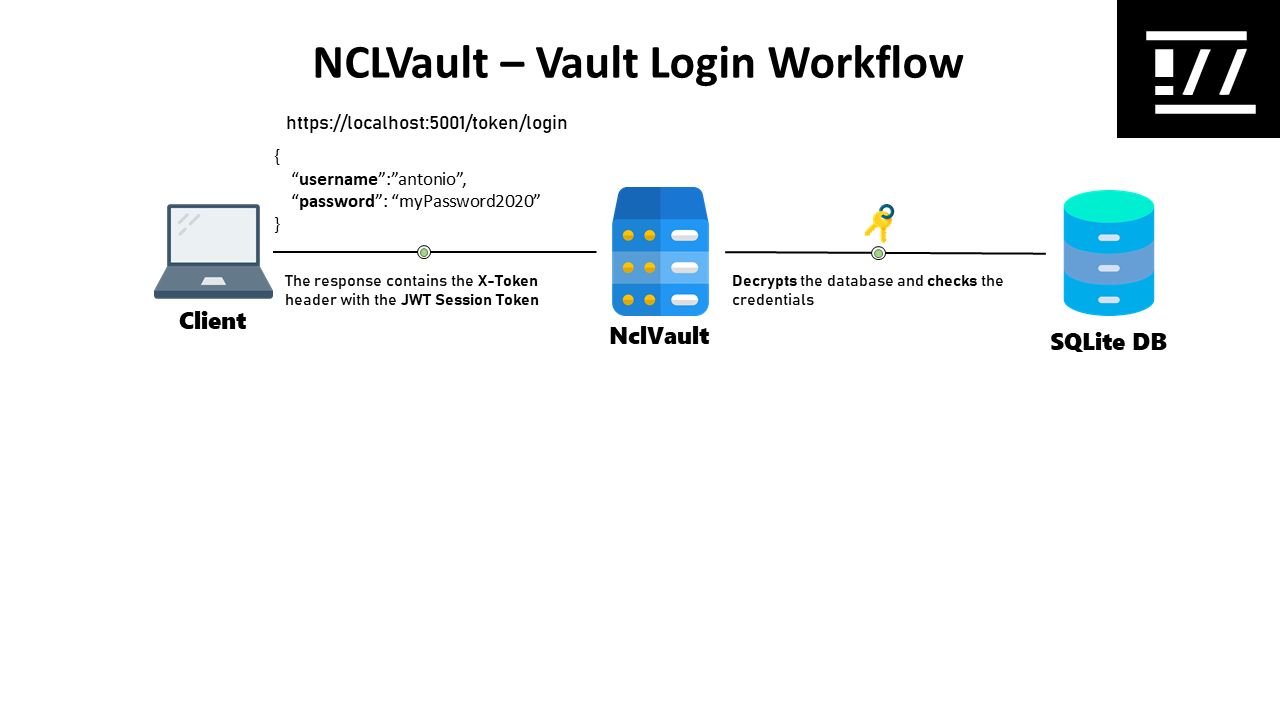 NCLVault – Vault Login Workflow
https://localhost:5001/token/login
{
“username”:”antonio”,
“password”: “myPassword2020”
}
The response contains the X-Token
header with the JWT Session Token
Client
NclVault
Decrypts the database and checks the
credentials
SQLite DB